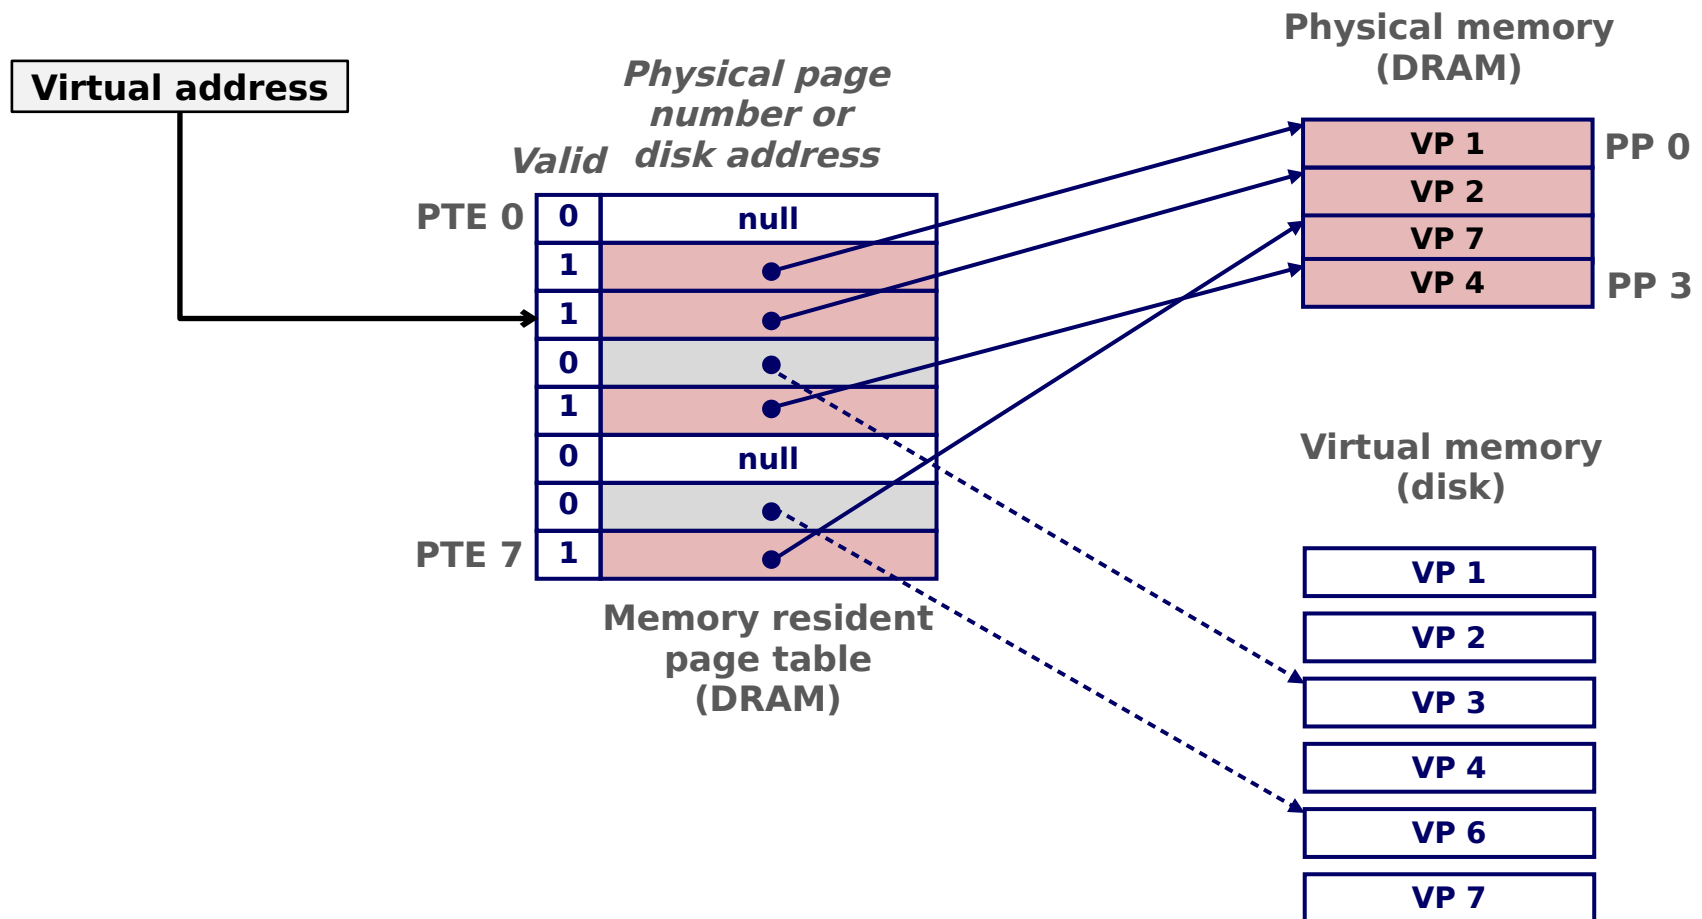 Virtual address
Physical page
number or
disk address
Valid
PTE 0
0
null
1
1
0
1
0
null
0
PTE 7
1
Memory resident
page table
(DRAM)
Physical memory
(DRAM)
VP 1
PP 0
VP 2
VP 7
VP 4
PP 3
Virtual memory
(disk)
VP 1
VP 2
VP 3
VP 4
VP 6
VP 7